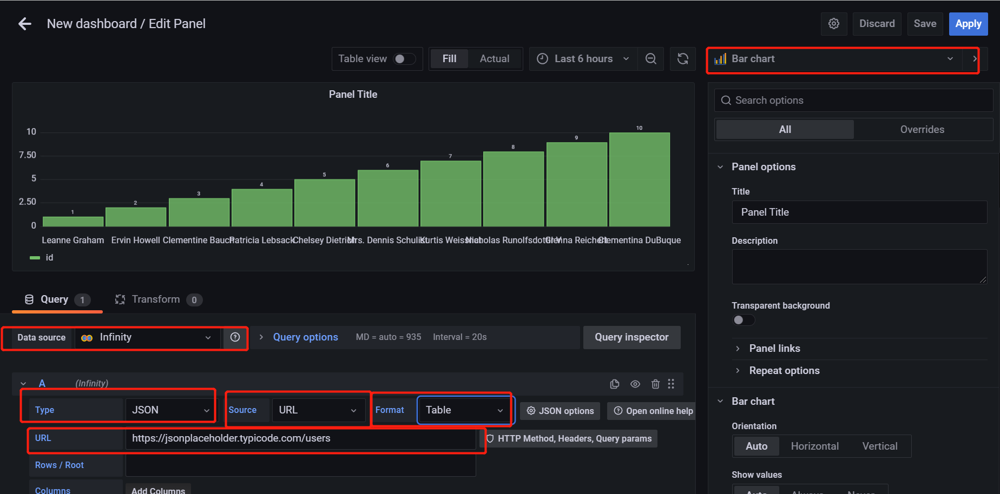 New dashboard / Edit Panel
Discard
Save
Apply
Table view
Fill
Actual
Last 6 hours
Bar chart
Panel Title
10
7.50
5
2.50
0
1
2
3
4
5
6
7
8
9
10
Leanne Graham
Ervin Howell
Clementine Bauch
Patricia Lebsack
Chelsey Dietrich
Mrs. Dennis Schulist
Kurtis Weissnat
Nicholas Runolfsdottir V
Glenna Reichert
Clementina DuBuque
id
Search options
All
Overrides
Panel options
Title
Panel Title
Description
Transparent background
Panel links
Repeat options
Bar chart
Orientation
Auto
Horizontal
Vertical
Show values
Auto
Always
Never
Query 1
Transform 0
Data source
Infinity
Query options
MD = auto = 935
Interval = 20s
Query inspector
A
(Infinity)
Type
JSON
Source
URL
Format
Table
JSON options
Open online help
URL
https://jsonplaceholder.typicode.com/users
HTTP Method, Headers, Query params
Rows / Root
Columns
Add Columns